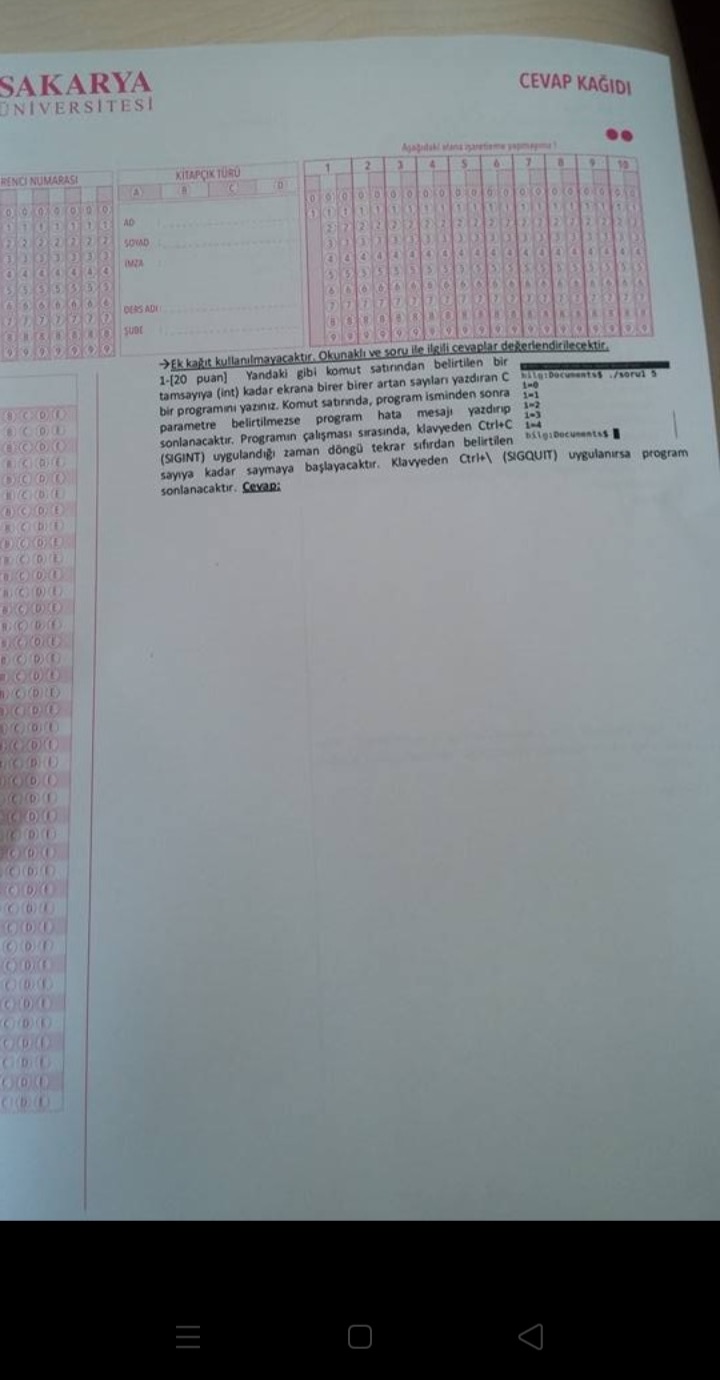 SAKARYA
ÜNİVERSİTESİ
CEVAP KAĞIDI
Aşağıdaki alana işaretleme yapmayınız !
RENCİ NUMARASI
KİTAPÇIK TÜRÜ
A B C D
1 2 3 4 5 6 7 8 9 10
AD :
SOYAD :
İMZA
DERS ADI :
ŞUBE :
→Ek kağıt kullanılmayacaktır. Okunaklı ve soru ile ilgili cevaplar değerlendirilecektir.
1-[20 puan] Yandaki gibi komut satırından belirtilen bir
tamsayıya (int) kadar ekrana birer birer artan sayıları yazdıran C
bir programını yazınız. Komut satırında, program isminden sonra
parametre belirtilmezse program hata mesajı yazdırıp
sonlanacaktır. Programın çalışması sırasında, klavyeden Ctrl+C
(SIGINT) uygulandığı zaman döngü tekrar sıfırdan belirtilen
sayıya kadar saymaya başlayacaktır. Klavyeden Ctrl+\ (SIGQUIT) uygulanırsa program
sonlanacaktır. Cevap:
bilg:Documents$ ./soru1 5
i=0
i=1
i=2
i=3
i=4
bilg:Documents$